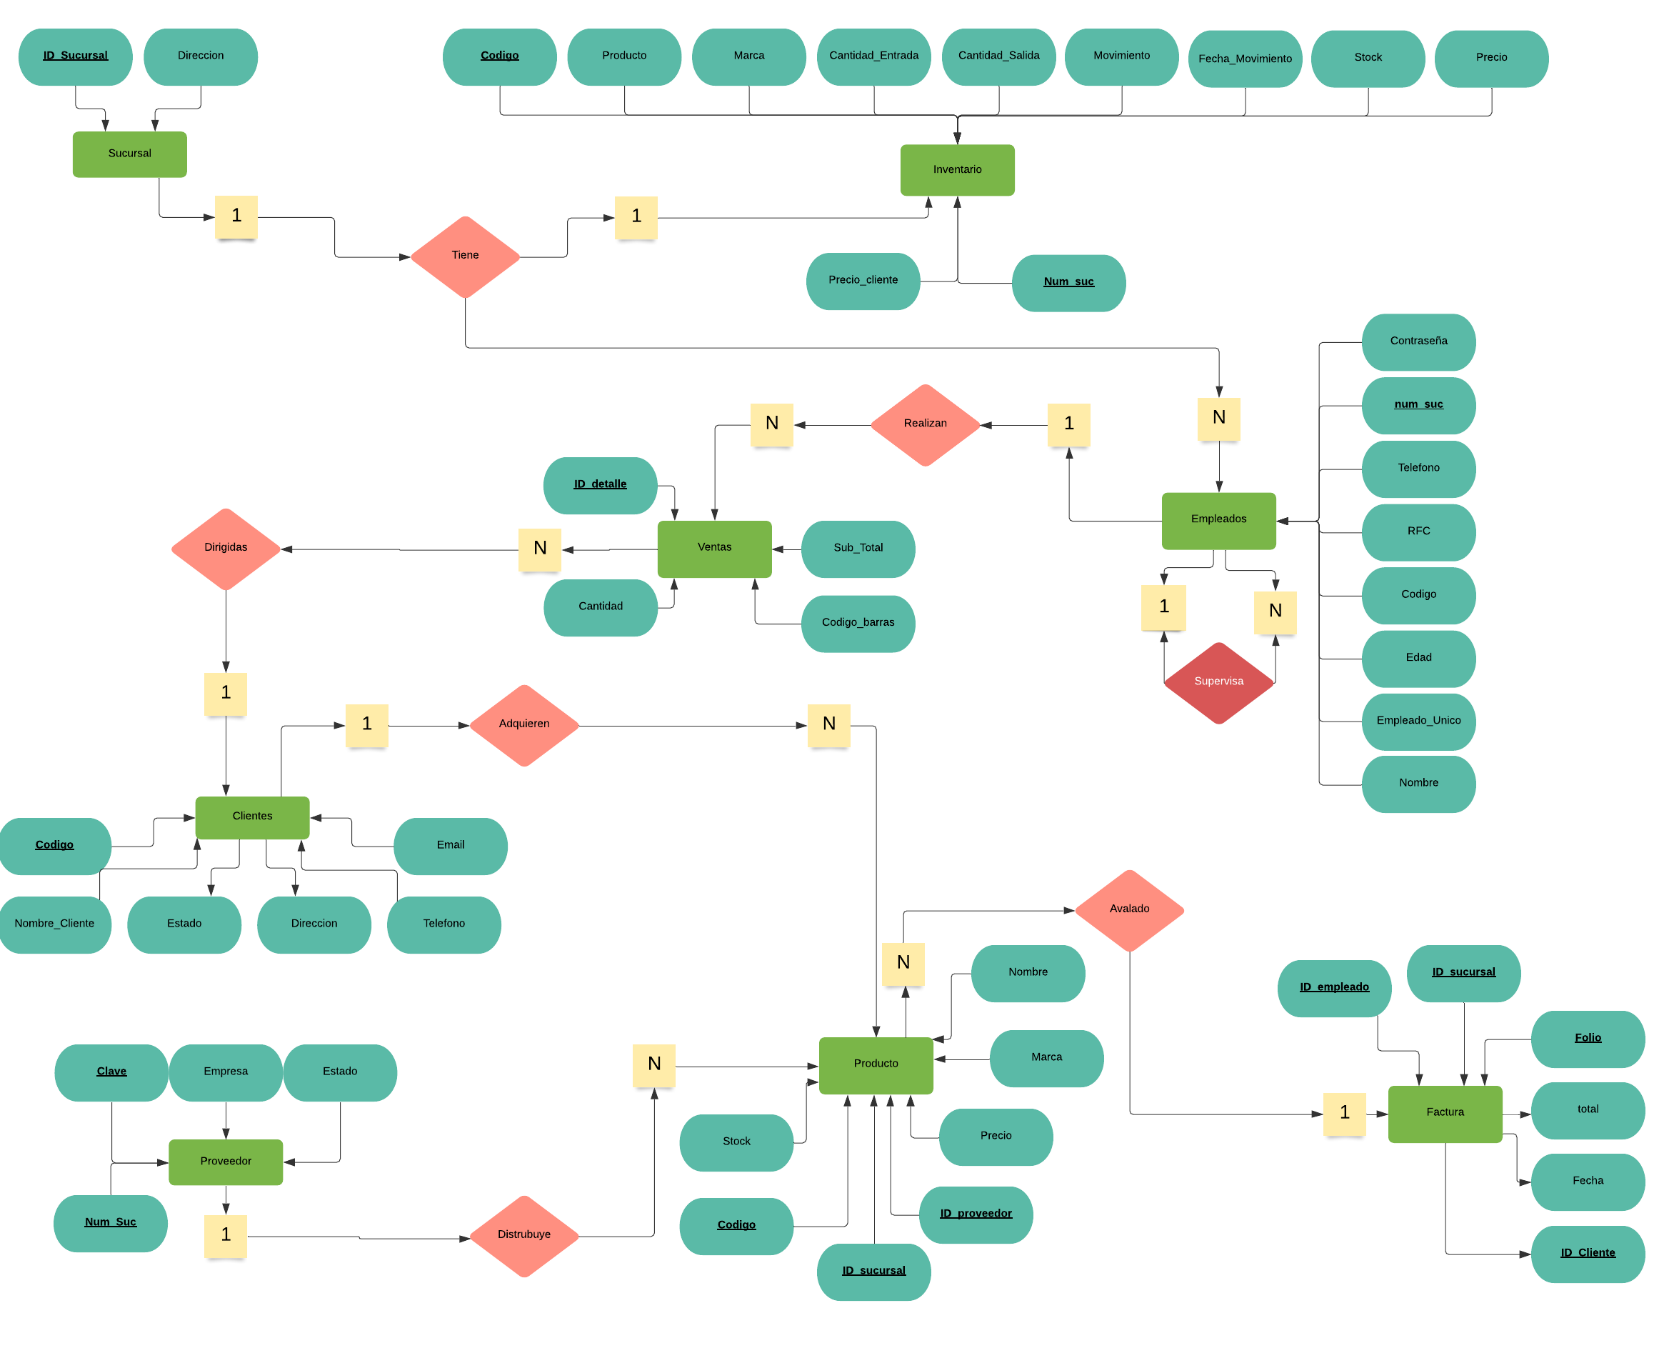 ID_Sucursal
Direccion
Codigo
Producto
Marca
Cantidad_Entrada
Cantidad_Salida
Movimiento
Fecha_Movimiento
Stock
Precio
Sucursal
Inventario
1
1
Tiene
Precio_cliente
Num_suc
Contraseña
num_suc
Telefono
RFC
Codigo
Edad
Empleado_Unico
Nombre
N
Realizan
1
N
Empleados
ID_detalle
Ventas
Sub_Total
Cantidad
Codigo_barras
N
Dirigidas
1
N
Supervisa
1
1
Adquieren
N
Clientes
Codigo
Email
Nombre_Cliente
Estado
Direccion
Telefono
Avalado
N
Nombre
ID_empleado
ID_sucursal
Folio
Clave
Empresa
Estado
N
Producto
Marca
1
Factura
total
Stock
Precio
Proveedor
Fecha
Num_Suc
1
Distrubuye
Codigo
ID_proveedor
ID_sucursal
ID_Cliente